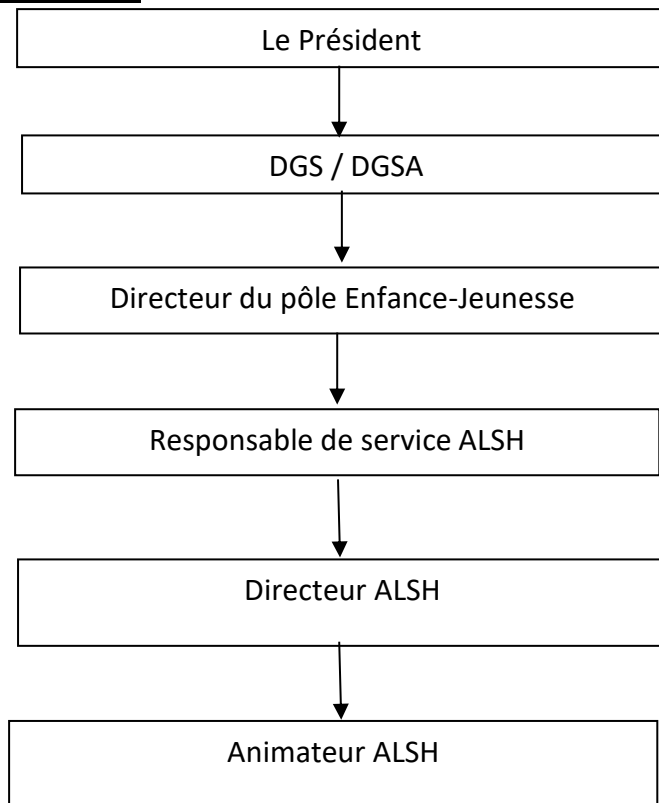 Le Président
DGS / DGSA
Directeur du pôle Enfance-Jeunesse
Responsable de service ALSH
Directeur ALSH
Animateur ALSH